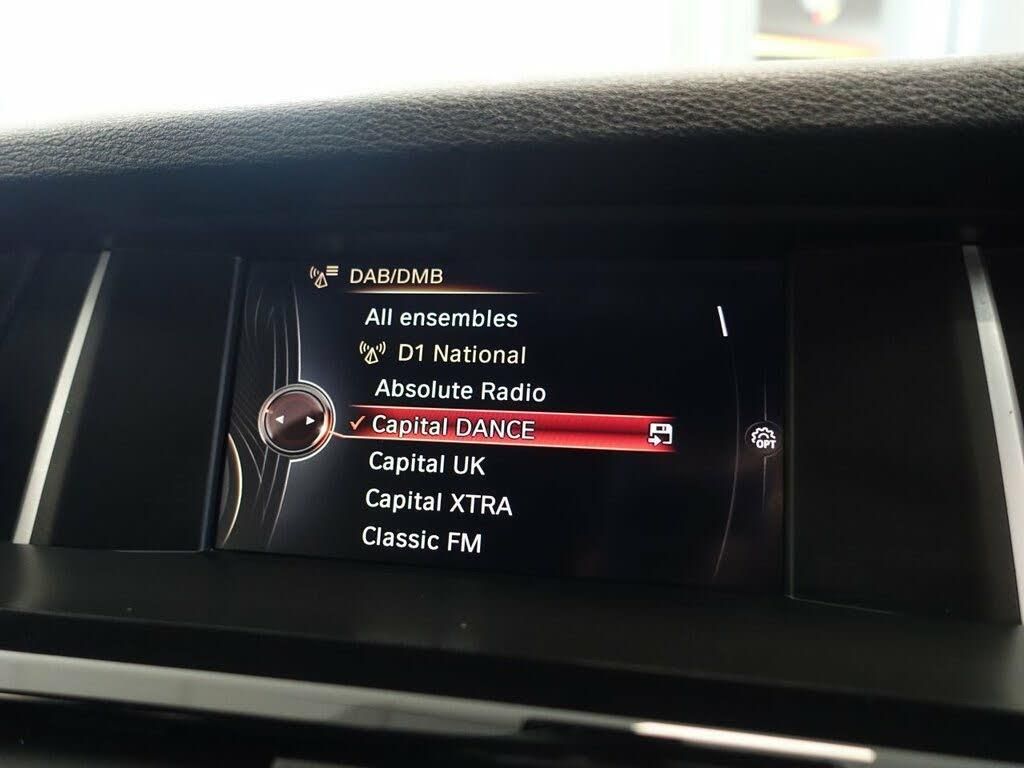 DAB/DMB
All ensembles
D1 National
Absolute Radio
Capital DANCE
Capital UK
Capital XTRA
Classic FM
OPT